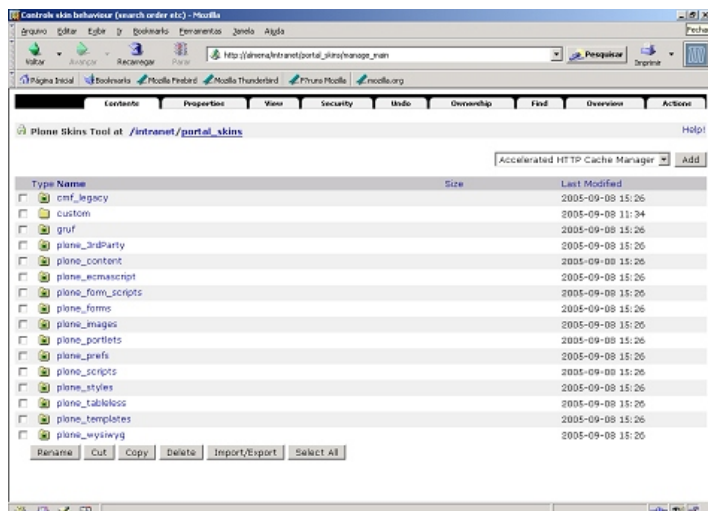 Controls skin behaviour (search order etc) - Mozilla
Arquivo Editar Exibir Ir Bookmarks Ferramentas Janela Ajuda
Fecha
Voltar Avançar Recarregar Parar http://almera/intranet/portal_skins/manage_main Pesquisar Imprimir
Página Inicial Bookmarks Mozilla Firebird Mozilla Thunderbird Mozilla mozilla.org
Contents Properties View Security Undo Ownership Find Overview Actions
Plone Skins Tool at /intranet/portal_skins Help!
Accelerated HTTP Cache Manager Add
Type Name Size Last Modified
cmf_legacy 2005-09-08 15:26
custom 2005-09-08 11:34
gruf 2005-09-08 15:26
plone_3rdParty 2005-09-08 15:26
plone_content 2005-09-08 15:26
plone_ecmascript 2005-09-08 15:26
plone_form_scripts 2005-09-08 15:26
plone_forms 2005-09-08 15:26
plone_images 2005-09-08 15:26
plone_portlets 2005-09-08 15:26
plone_prefs 2005-09-08 15:26
plone_scripts 2005-09-08 15:26
plone_styles 2005-09-08 15:26
plone_tableless 2005-09-08 15:26
plone_templates 2005-09-08 15:26
plone_wysiwyg 2005-09-08 15:26
Rename Cut Copy Delete Import/Export Select All